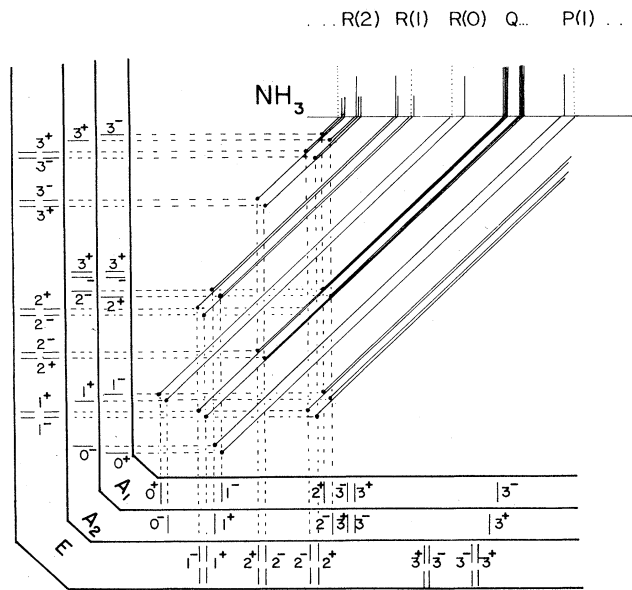 . . . R(2) R(1) R(0) Q... P(1) . .
NH3
3+ 3+ 3-
3-
3-
3+
3+ 3+
- -
2+ 2- 2+
2-
2-
2+
1+ 1+ 1-
1-
0- 0+
A1 0+ 1- 2+ 3- 3+ 3-
A2 0- 1+ 2- 3+ 3- 3+
E 1- 1+ 2+ 2- 2- 2+ 3+ 3- 3- 3+